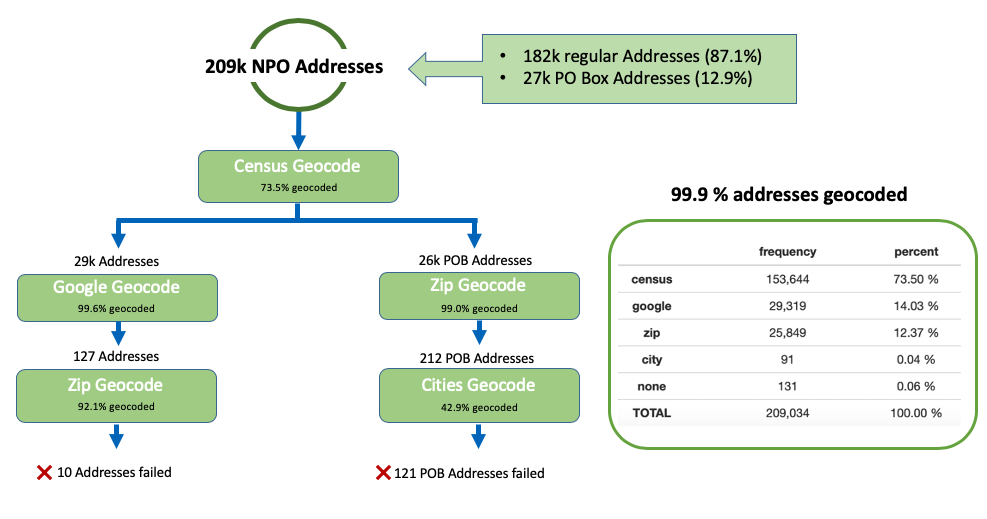 209k NPO Addresses
• 182k regular Addresses (87.1%)
• 27k PO Box Addresses (12.9%)
Census Geocode
73.5% geocoded
29k Addresses
Google Geocode
99.6% geocoded
127 Addresses
Zip Geocode
92.1% geocoded
10 Addresses failed
26k POB Addresses
Zip Geocode
99.0% geocoded
212 POB Addresses
Cities Geocode
42.9% geocoded
121 POB Addresses failed
99.9 % addresses geocoded
frequency percent
census 153,644 73.50 %
google 29,319 14.03 %
zip 25,849 12.37 %
city 91 0.04 %
none 131 0.06 %
TOTAL 209,034 100.00 %